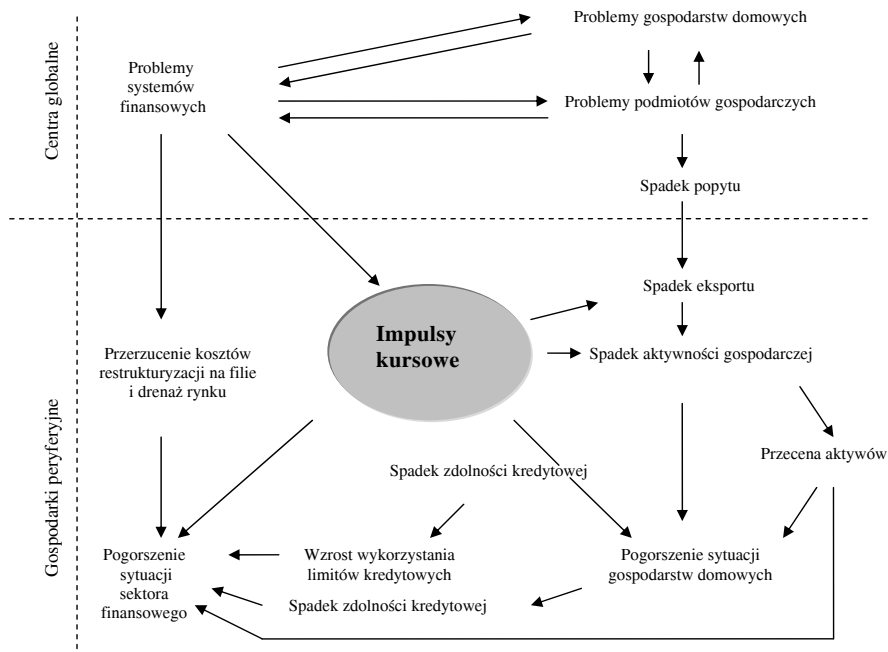 Centra globalne
Problemy gospodarstw domowych
Problemy
systemów
finansowych
Problemy podmiotów gospodarczych
Spadek popytu
Gospodarki peryferyjne
Spadek eksportu
Impulsy
kursowe
Przerzucenie kosztów
restrukturyzacji na filie
i drenaż rynku
Spadek aktywności gospodarczej
Przecena aktywów
Spadek zdolności kredytowej
Pogorszenie
sytuacji
sektora
finansowego
Wzrost wykorzystania
limitów kredytowych
Pogorszenie sytuacji
gospodarstw domowych
Spadek zdolności kredytowej